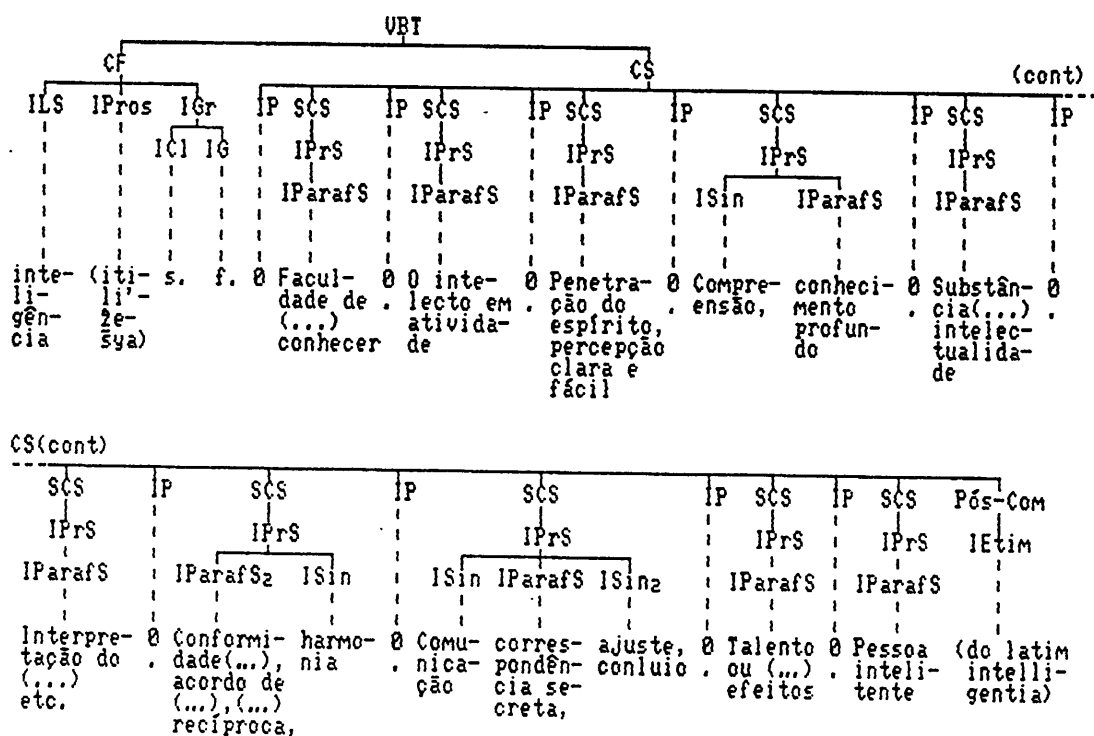 VBT
CF CS (cont)
ILS IPros IGr IP SCS IP SCS IP SCS IP SCS IP SCS IP
ICl IG IPrS IPrS IPrS IPrS IPrS
IParafS IParafS IParafS ISin IParafS IParafS
inte- (iti- s. f. 0 Facul- 0 O inte- 0 Penetra- 0 Compre- conheci- 0 Substân- 0
li- li'- dade de . lecto em . ção do . ensão, mento . cia(...) .
gên- že- (...) ativida- espírito, profun- intelec-
cia šya) conhecer de percepção do tualida-
clara e de
fácil
CS(cont)
SCS IP SCS IP SCS IP SCS IP SCS Pós-Com
IPrS IPrS IPrS IPrS IPrS IEtim
IParafS IParafS2 ISin ISin IParafS ISin2 IParafS IParafS
Interpre- 0 Conformi- harmo- 0 Comu- corres- ajuste, 0 Talento 0 Pessoa (do latim
tação do . dade(...), nia . nica- pondên- conluio . ou (...) . inteli- intelli-
(...) acordo de ção cia se- efeitos tente gentia)
etc. (...),(...) creta,
recíproca,